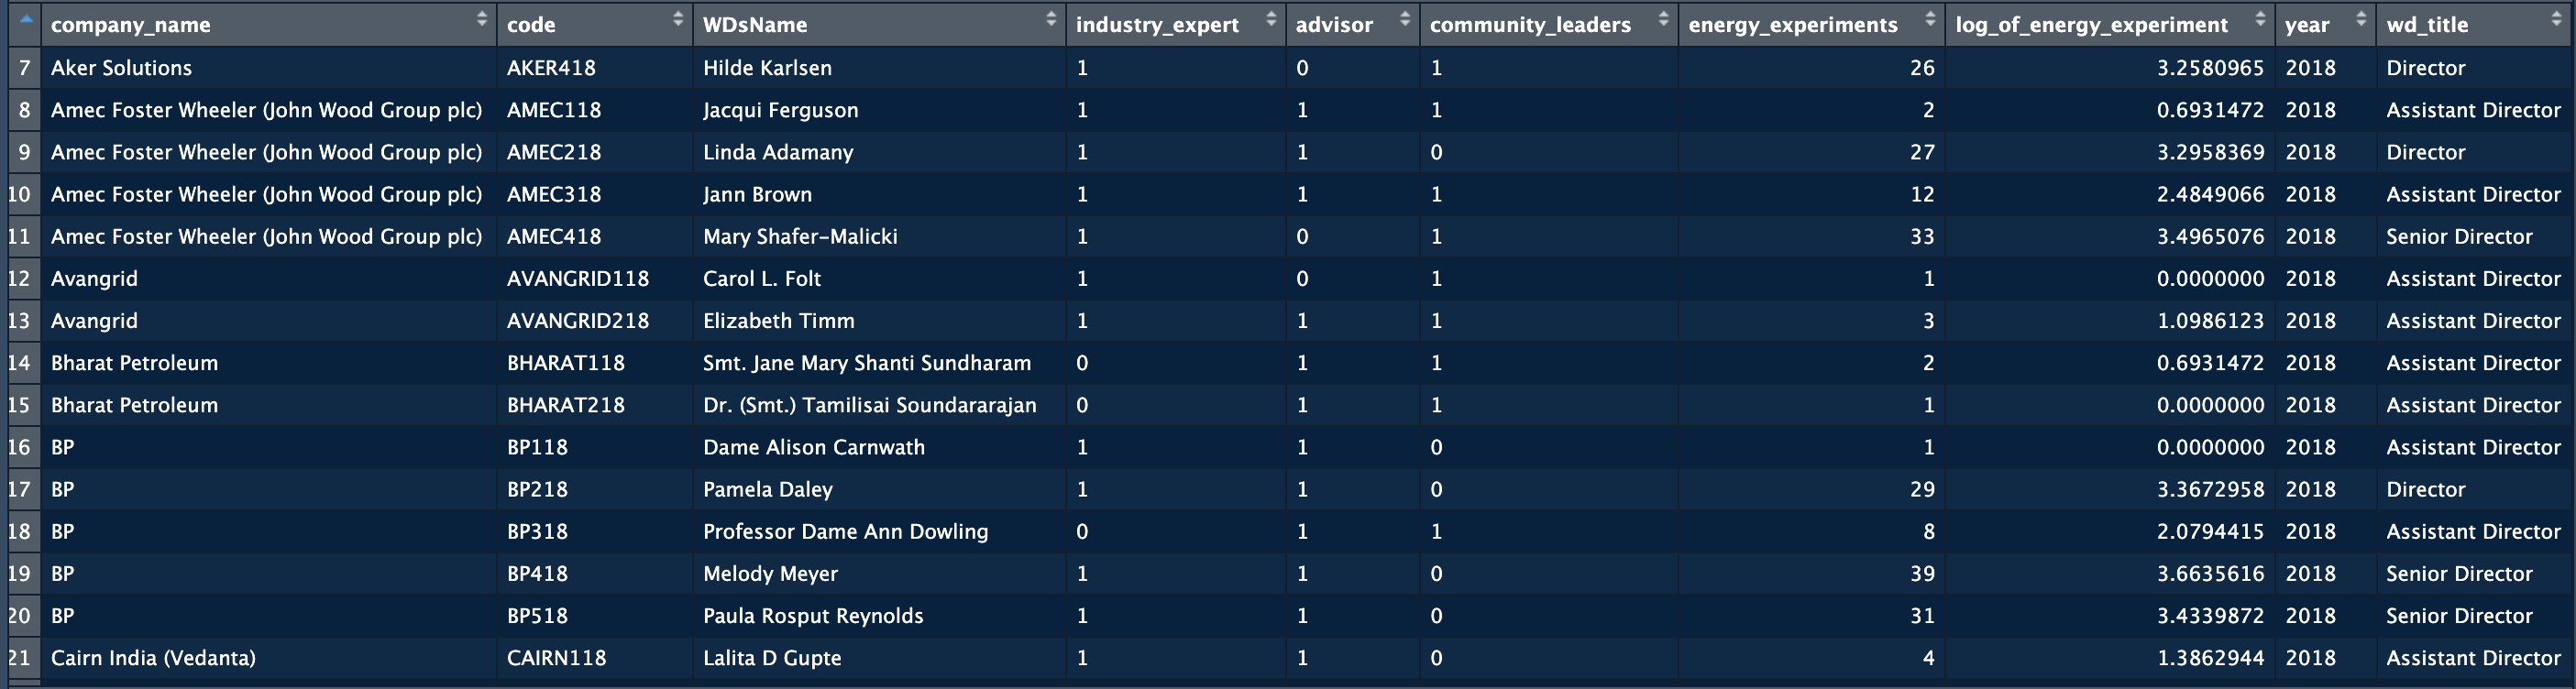 company_name code WDsName industry_expert advisor community_leaders energy_experiments log_of_energy_experiment year wd_title
7 Aker Solutions AKER418 Hilde Karlsen 1 0 1 26 3.2580965 2018 Director
8 Amec Foster Wheeler (John Wood Group plc) AMEC118 Jacqui Ferguson 1 1 1 2 0.6931472 2018 Assistant Director
9 Amec Foster Wheeler (John Wood Group plc) AMEC218 Linda Adamany 1 1 0 27 3.2958369 2018 Director
10 Amec Foster Wheeler (John Wood Group plc) AMEC318 Jann Brown 1 1 1 12 2.4849066 2018 Assistant Director
11 Amec Foster Wheeler (John Wood Group plc) AMEC418 Mary Shafer-Malicki 1 0 1 33 3.4965076 2018 Senior Director
12 Avangrid AVANGRID118 Carol L. Folt 1 0 1 1 0.0000000 2018 Assistant Director
13 Avangrid AVANGRID218 Elizabeth Timm 1 1 1 3 1.0986123 2018 Assistant Director
14 Bharat Petroleum BHARAT118 Smt. Jane Mary Shanti Sundharam 0 1 1 2 0.6931472 2018 Assistant Director
15 Bharat Petroleum BHARAT218 Dr. (Smt.) Tamilisai Soundararajan 0 1 1 1 0.0000000 2018 Assistant Director
16 BP BP118 Dame Alison Carnwath 1 1 0 1 0.0000000 2018 Assistant Director
17 BP BP218 Pamela Daley 1 1 0 29 3.3672958 2018 Director
18 BP BP318 Professor Dame Ann Dowling 0 1 1 8 2.0794415 2018 Assistant Director
19 BP BP418 Melody Meyer 1 1 0 39 3.6635616 2018 Senior Director
20 BP BP518 Paula Rosput Reynolds 1 1 0 31 3.4339872 2018 Senior Director
21 Cairn India (Vedanta) CAIRN118 Lalita D Gupte 1 1 0 4 1.3862944 2018 Assistant Director